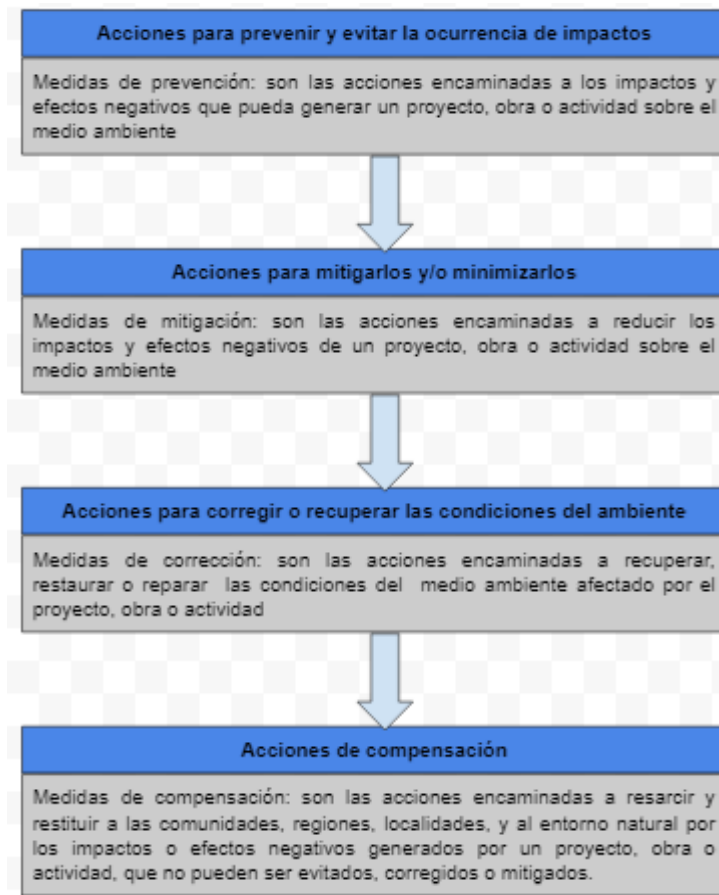 Acciones para prevenir y evitar la ocurrencia de impactos
Medidas de prevención: son las acciones encaminadas a los impactos y
efectos negativos que pueda generar un proyecto, obra o actividad sobre el
medio ambiente
Acciones para mitigarlos y/o minimizarlos
Medidas de mitigación: son las acciones encaminadas a reducir los
impactos y efectos negativos de un proyecto, obra o actividad sobre el
medio ambiente
Acciones para corregir o recuperar las condiciones del ambiente
Medidas de corrección: son las acciones encaminadas a recuperar,
restaurar o reparar las condiciones del medio ambiente afectado por el
proyecto, obra o actividad
Acciones de compensación
Medidas de compensación: son las acciones encaminadas a resarcir y
restituir a las comunidades, regiones, localidades, y al entorno natural por
los impactos o efectos negativos generados por un proyecto, obra o
actividad, que no pueden ser evitados, corregidos o mitigados.